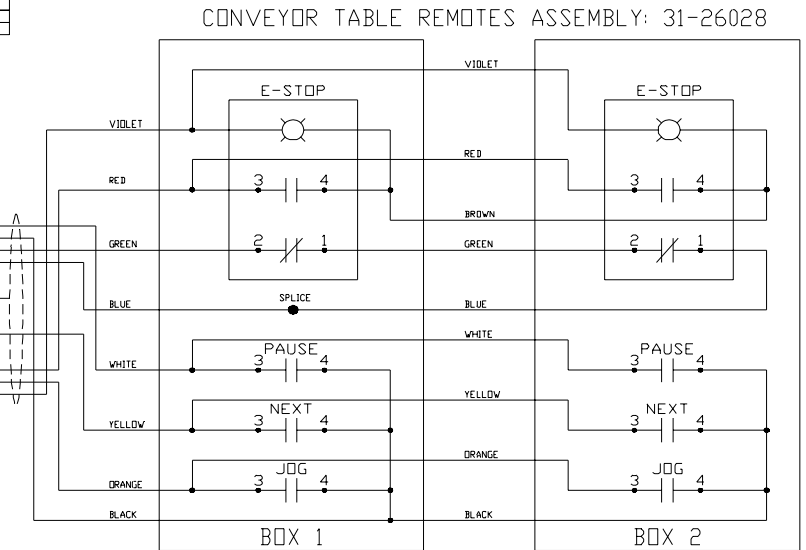 CONVEYOR TABLE REMOTES ASSEMBLY: 31-26028
VIOLET
E-STOP E-STOP
VIOLET
RED
RED 3 4 3 4
BROWN
GREEN 2 1 GREEN 2 1
SPLICE
BLUE BLUE
WHITE
PAUSE PAUSE
WHITE 3 4 3 4
YELLOW
NEXT NEXT
YELLOW 3 4 3 4
ORANGE
JOG JOG
ORANGE 3 4 3 4
BLACK BLACK
BOX 1 BOX 2